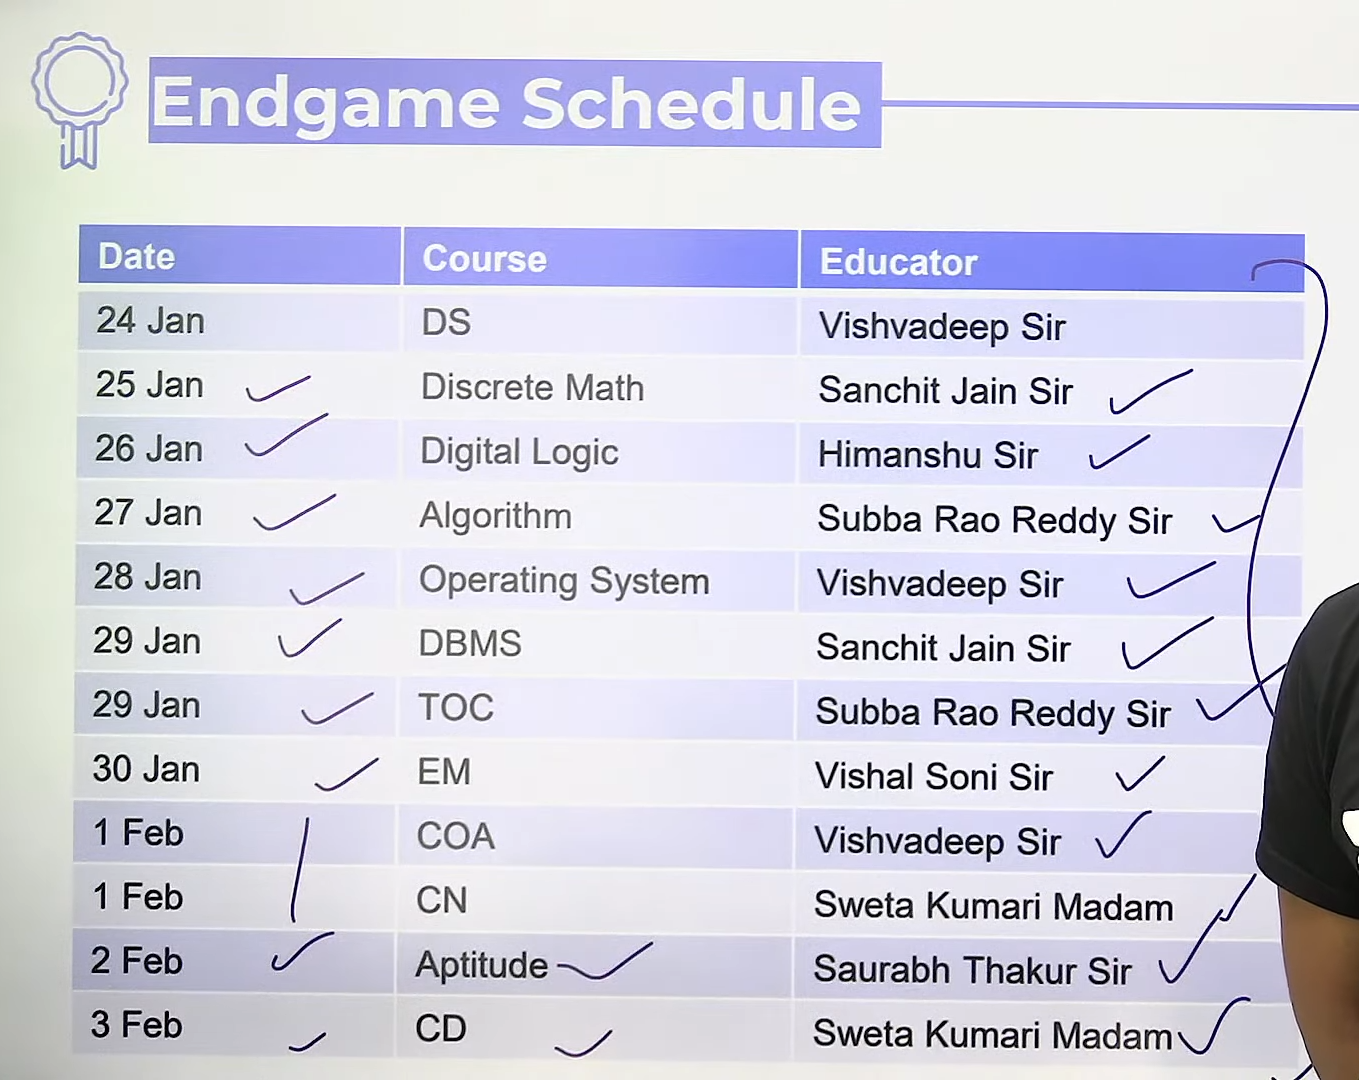 Endgame Schedule
Date Course Educator
24 Jan DS Vishvadeep Sir
25 Jan Discrete Math Sanchit Jain Sir
26 Jan Digital Logic Himanshu Sir
27 Jan Algorithm Subba Rao Reddy Sir
28 Jan Operating System Vishvadeep Sir
29 Jan DBMS Sanchit Jain Sir
29 Jan TOC Subba Rao Reddy Sir
30 Jan EM Vishal Soni Sir
1 Feb COA Vishvadeep Sir
1 Feb CN Sweta Kumari Madam
2 Feb Aptitude Saurabh Thakur Sir
3 Feb CD Sweta Kumari Madam